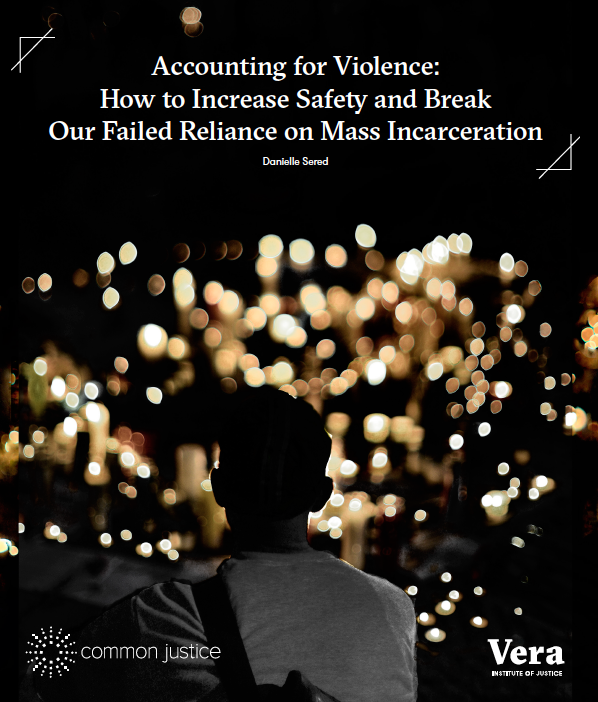 Accounting for Violence:
How to Increase Safety and Break
Our Failed Reliance on Mass Incarceration
Danielle Sered
common justice
Vera
INSTITUTE OF JUSTICE